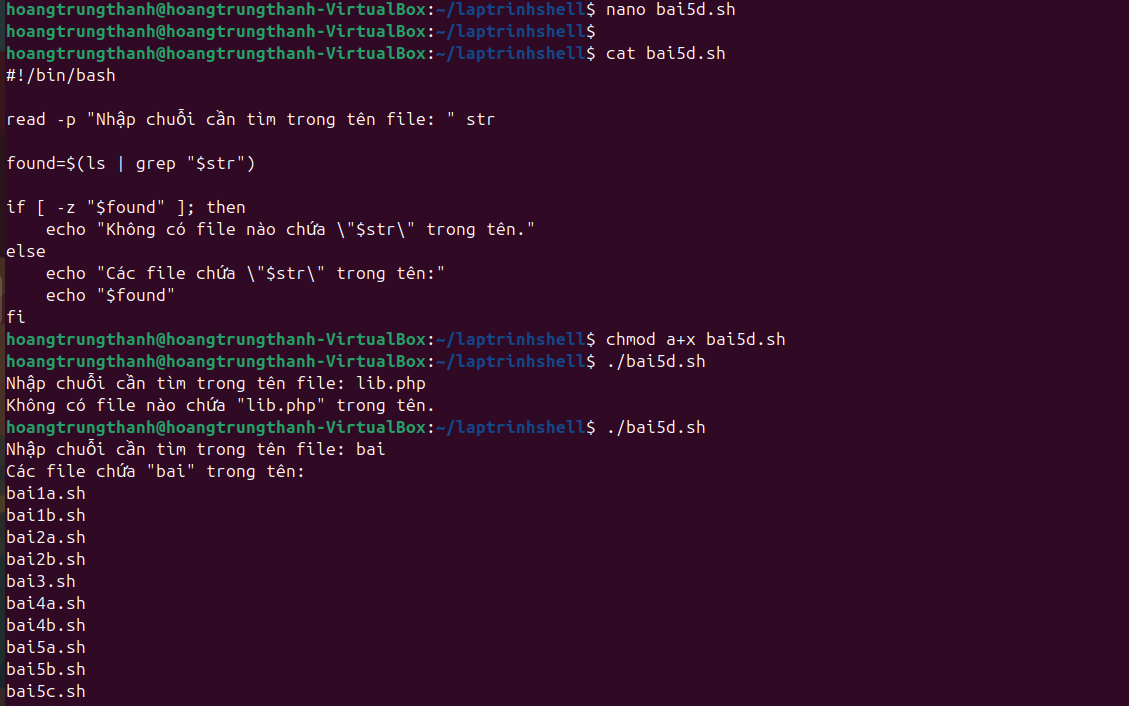 hoangtrungthanh@hoangtrungthanh-VirtualBox:~/laptrinhshell$ nano bai5d.sh
hoangtrungthanh@hoangtrungthanh-VirtualBox:~/laptrinhshell$
hoangtrungthanh@hoangtrungthanh-VirtualBox:~/laptrinhshell$ cat bai5d.sh
#!/bin/bash
read -p "Nhập chuỗi cần tìm trong tên file: " str
found=$(ls | grep "$str")
if [ -z "$found" ]; then
    echo "Không có file nào chứa \"$str\" trong tên."
else
    echo "Các file chứa \"$str\" trong tên:"
    echo "$found"
fi
hoangtrungthanh@hoangtrungthanh-VirtualBox:~/laptrinhshell$ chmod a+x bai5d.sh
hoangtrungthanh@hoangtrungthanh-VirtualBox:~/laptrinhshell$ ./bai5d.sh
Nhập chuỗi cần tìm trong tên file: lib.php
Không có file nào chứa "lib.php" trong tên.
hoangtrungthanh@hoangtrungthanh-VirtualBox:~/laptrinhshell$ ./bai5d.sh
Nhập chuỗi cần tìm trong tên file: bai
Các file chứa "bai" trong tên:
bai1a.sh
bai1b.sh
bai2a.sh
bai2b.sh
bai3.sh
bai4a.sh
bai4b.sh
bai5a.sh
bai5b.sh
bai5c.sh